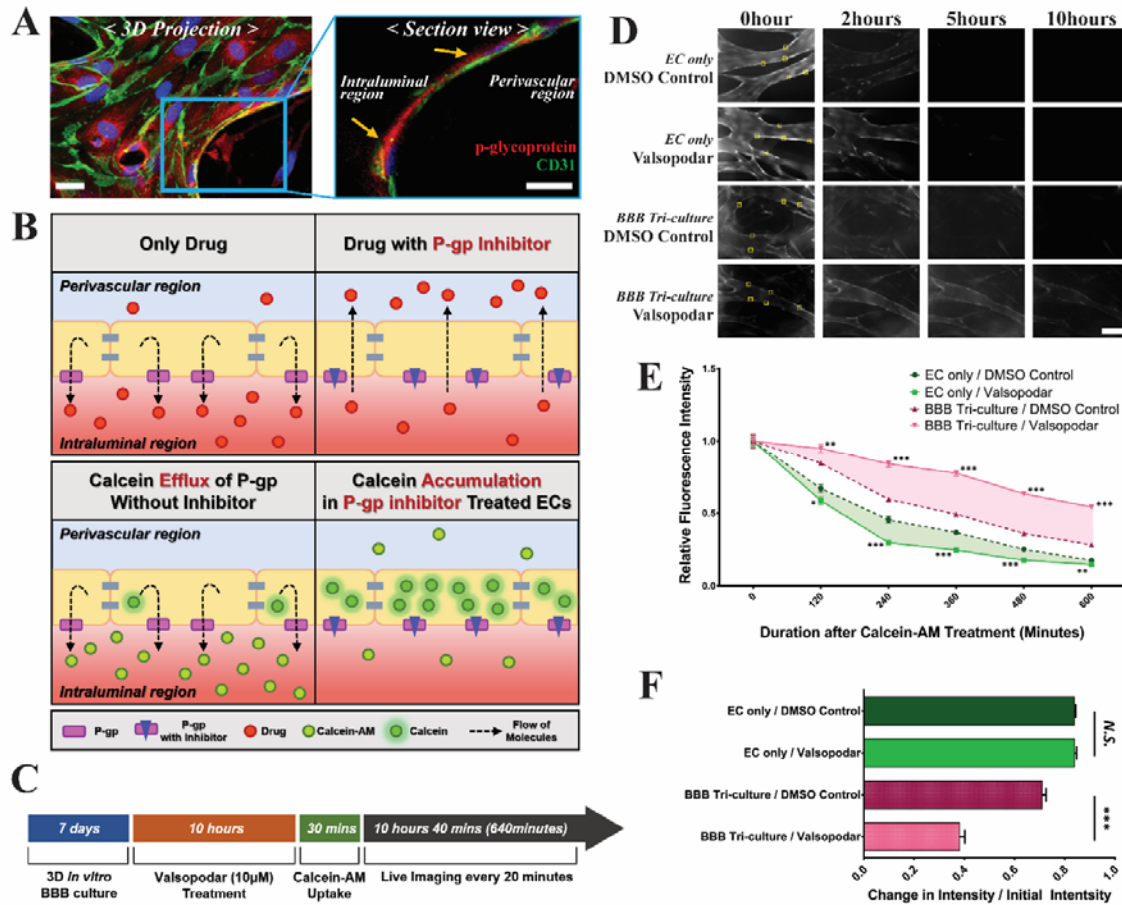 A
< 3D Projection >
< Section view >
Intraluminal
region
Perivascular
region
p-glycoprotein
CD31
B
Only Drug
Drug with P-gp Inhibitor
Perivascular region
Intraluminal region
Calcein Efflux of P-gp
Without Inhibitor
Calcein Accumulation
in P-gp inhibitor Treated ECs
Perivascular region
Intraluminal region
P-gp
P-gp
with Inhibitor
Drug
Calcein-AM
Calcein
Flow of
Molecules
C
7 days
10 hours
30 mins
10 hours 40 mins (640minutes)
3D In vitro
BBB culture
Valsopodar (10μM)
Treatment
Calcein-AM
Uptake
Live Imaging every 20 minutes
D
0hour
2hours
5hours
10hours
EC only
DMSO Control
EC only
Valsopodar
BBB Tri-culture
DMSO Control
BBB Tri-culture
Valsopodar
E
Relative Fluorescence Intensity
1.5
1.0
0.5
0.0
EC only / DMSO Control
EC only / Valsopodar
BBB Tri-culture / DMSO Control
BBB Tri-culture / Valsopodar
**
***
***
***
***
*
***
***
***
**
0
120
240
360
480
600
Duration after Calcein-AM Treatment (Minutes)
F
EC only / DMSO Control
EC only / Valsopodar
BBB Tri-culture / DMSO Control
BBB Tri-culture / Valsopodar
N.S.
***
0.0
0.2
0.4
0.6
0.8
1.0
Change in Intensity / Initial Intentsity